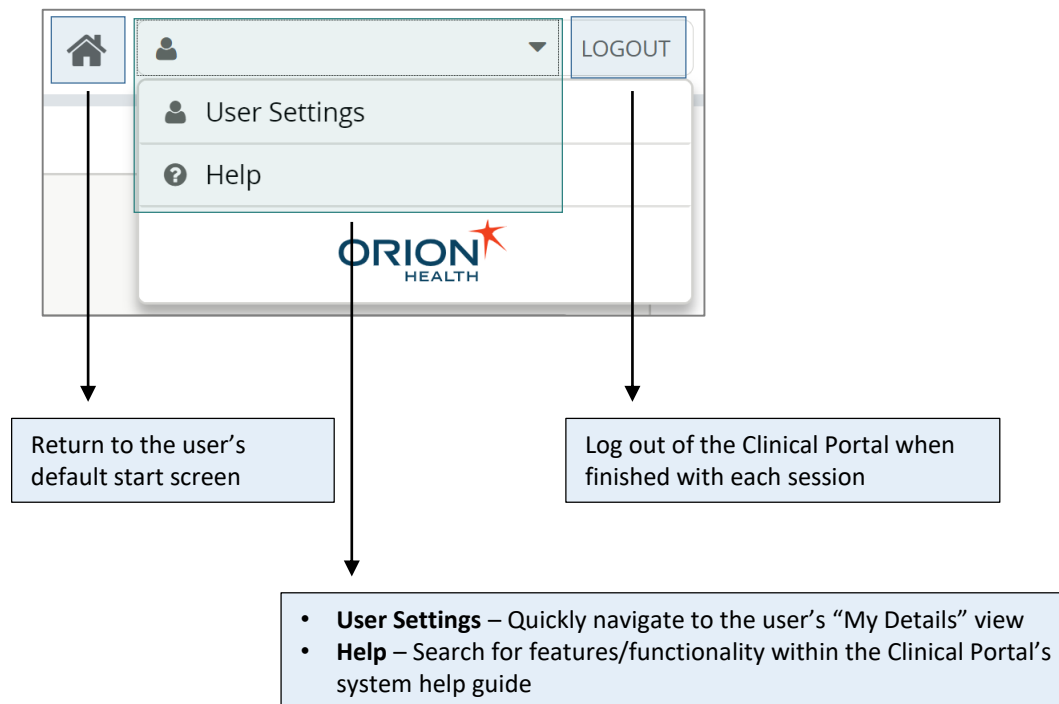 LOGOUT
User Settings
Help
ORION
HEALTH
Return to the user’s
default start screen
Log out of the Clinical Portal when
finished with each session
• User Settings – Quickly navigate to the user’s “My Details” view
• Help – Search for features/functionality within the Clinical Portal’s
system help guide